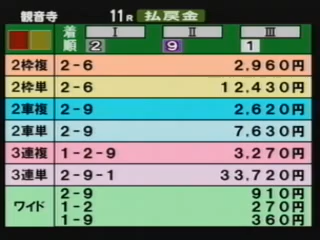 観音寺 11R 払戻金
着順 I II III
2 9 1
2枠複 2-6 2,960円
2枠単 2-6 12,430円
2車複 2-9 2,620円
2車単 2-9 7,630円
3連複 1-2-9 3,270円
3連単 2-9-1 33,720円
ワイド 2-9 910円
1-2 270円
1-9 360円